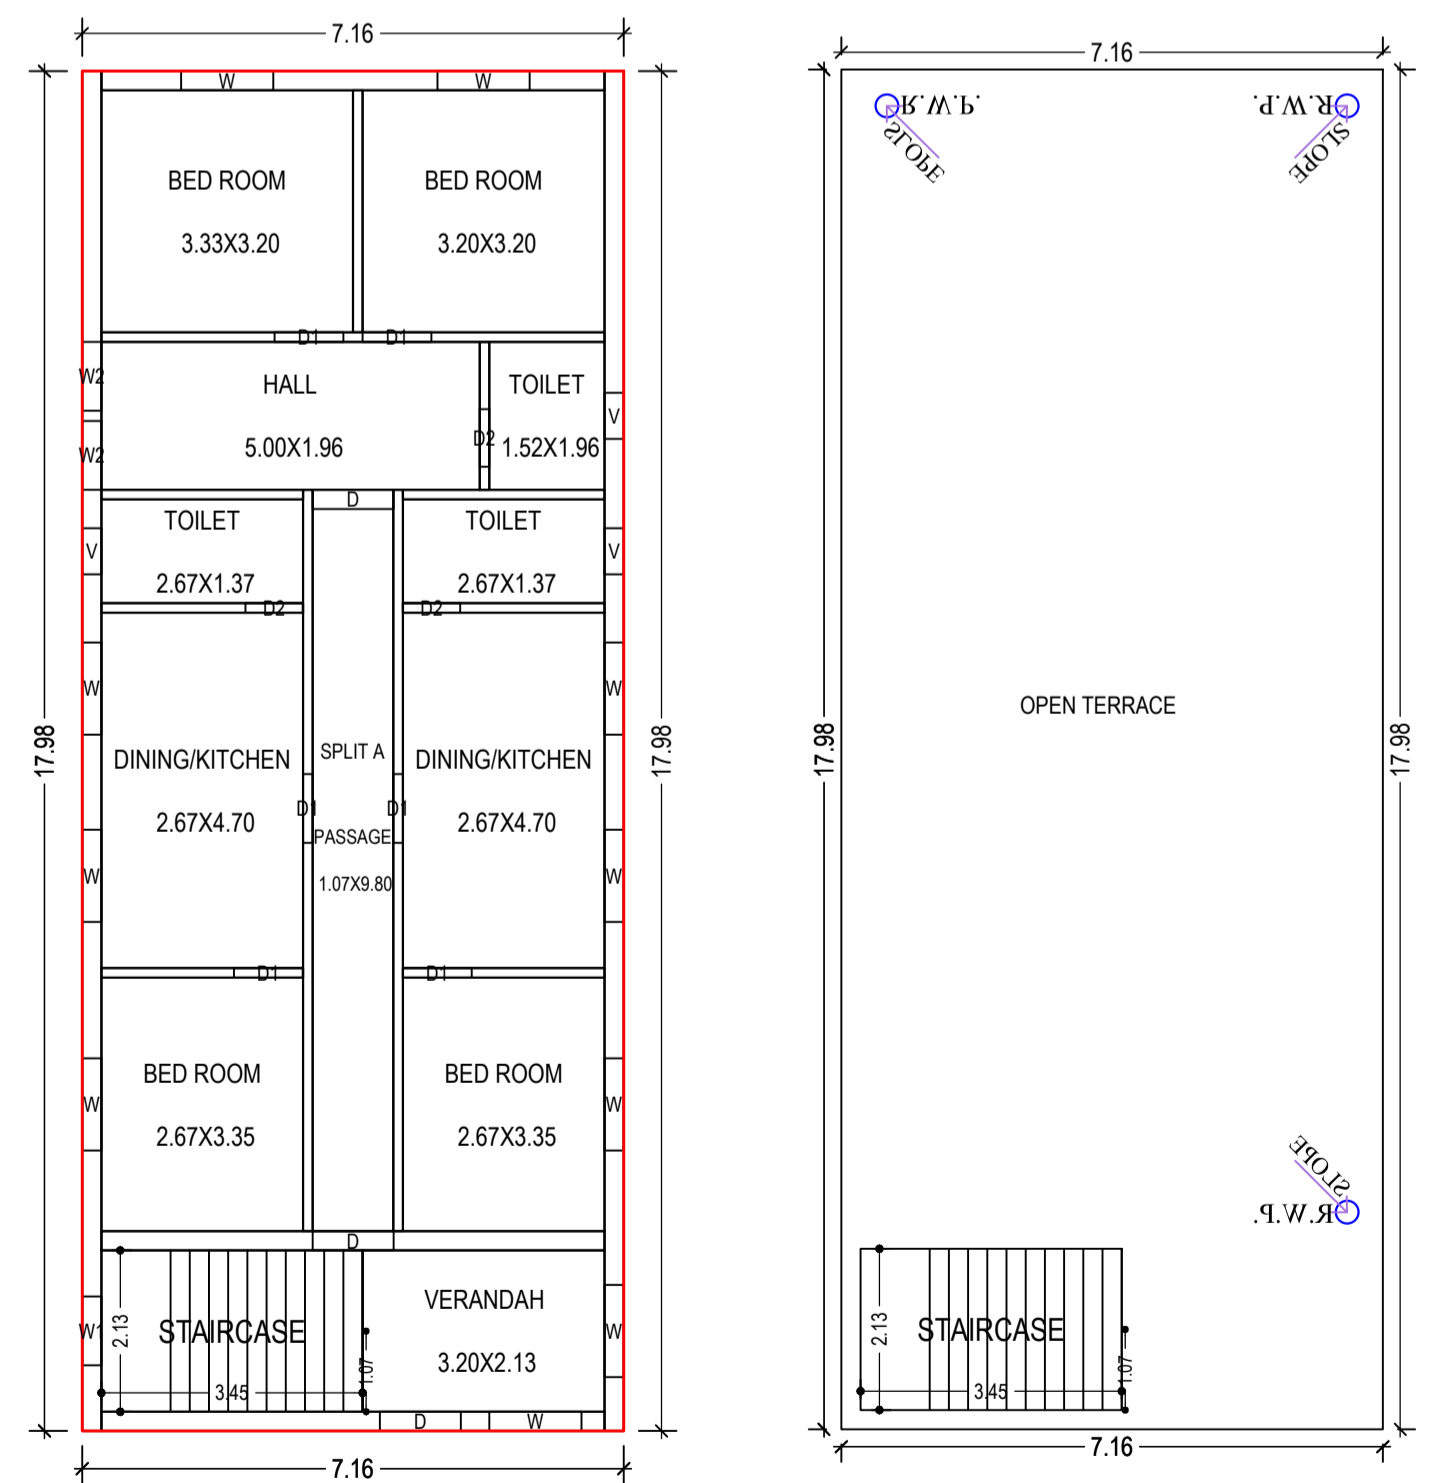 7.16
W W
BED ROOM BED ROOM
3.33X3.20 3.20X3.20
D1 D1
W2 HALL TOILET
V
D2
W2 5.00X1.96 1.52X1.96
D
TOILET TOILET
V V
2.67X1.37 2.67X1.37
D2 D2
W W
17.98 17.98
SPLIT A
DINING/KITCHEN DINING/KITCHEN
D1 D1
2.67X4.70 2.67X4.70
PASSAGE
W W
1.07X9.80
D1 D1
BED ROOM BED ROOM
W W
2.67X3.35 2.67X3.35
D
VERANDAH
W1 2.13 STAIRCASE W
3.20X2.13
1.07
3.45
D W
7.16
7.16
R.W.P. R.W.P.
SLOPE SLOPE
OPEN TERRACE
17.98 17.98
SLOPE
R.W.P.
2.13 STAIRCASE
1.07
3.45
7.16